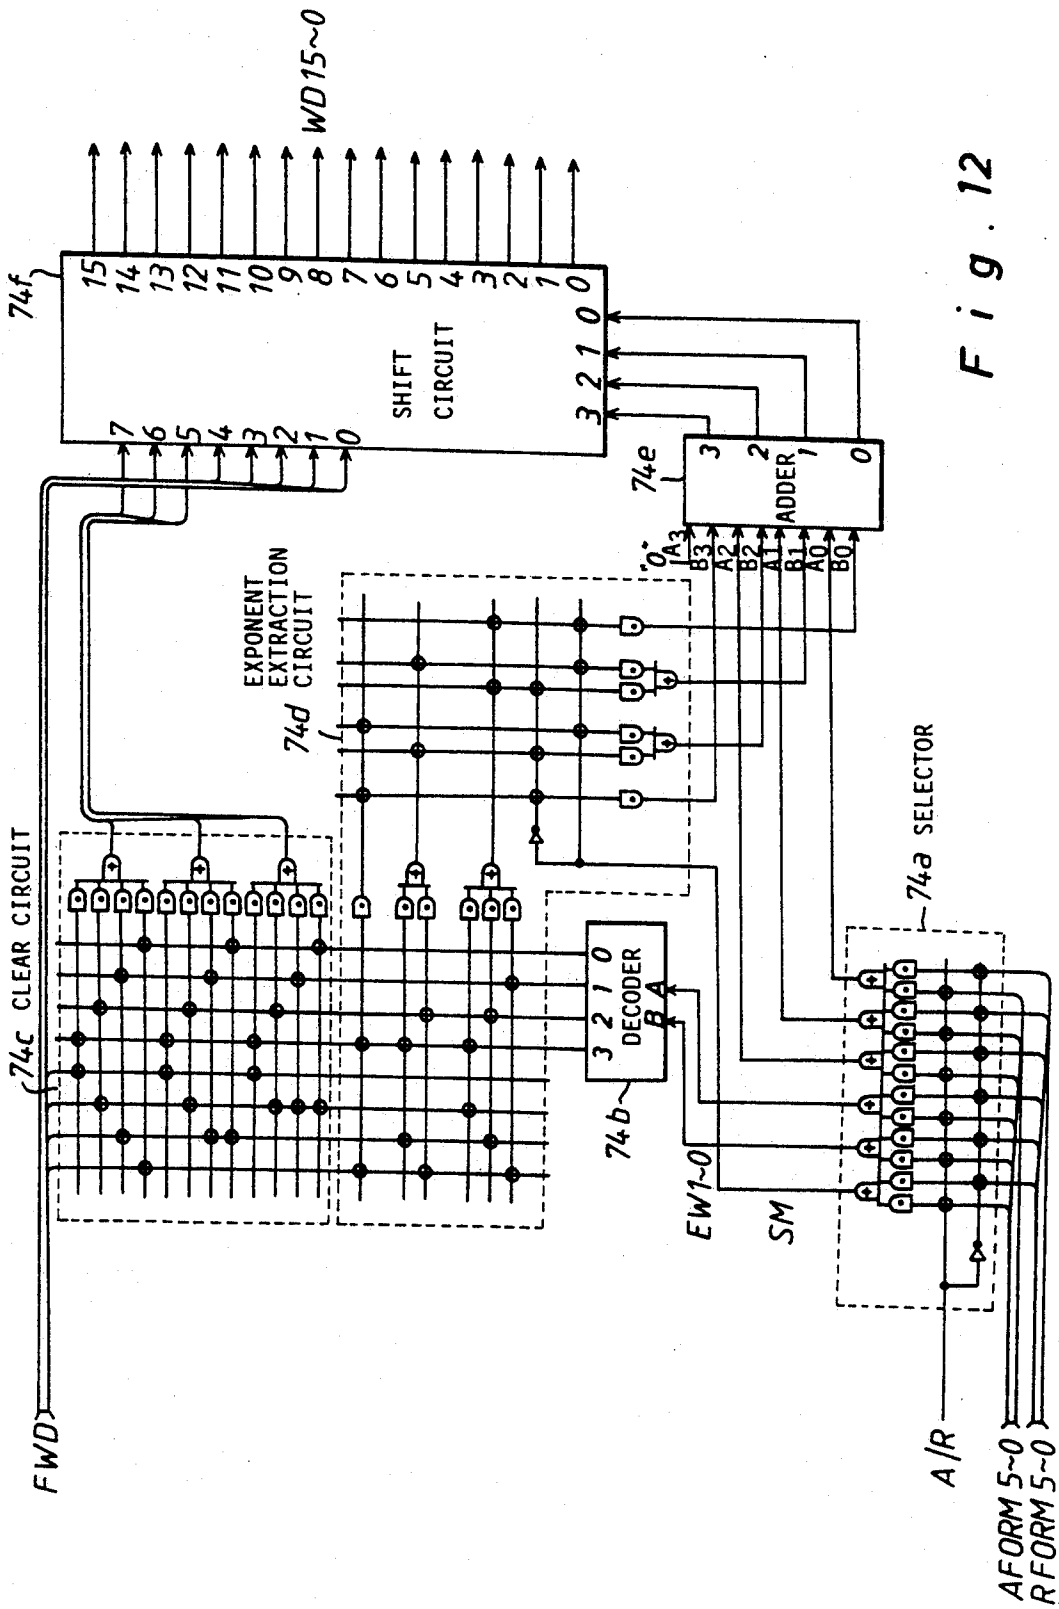 FWD
74c CLEAR CIRCUIT
EXPONENT
EXTRACTION
CIRCUIT
74d
74f
7
6
5
4
3
2
1
0
SHIFT
CIRCUIT
15
14
13
12
11
10
9
8
7
6
5
4
3
2
1
0
WD15~0
3 2 1 0
74b
3 2 1 0
DECODER
B A
74e
"0"
A3
B3
A2
B2
A1
B1
A0
B0
ADDER
3
2
1
0
EW1~0
SM
74a SELECTOR
A/R
AFORM 5~0
RFORM 5~0
Fig. 12